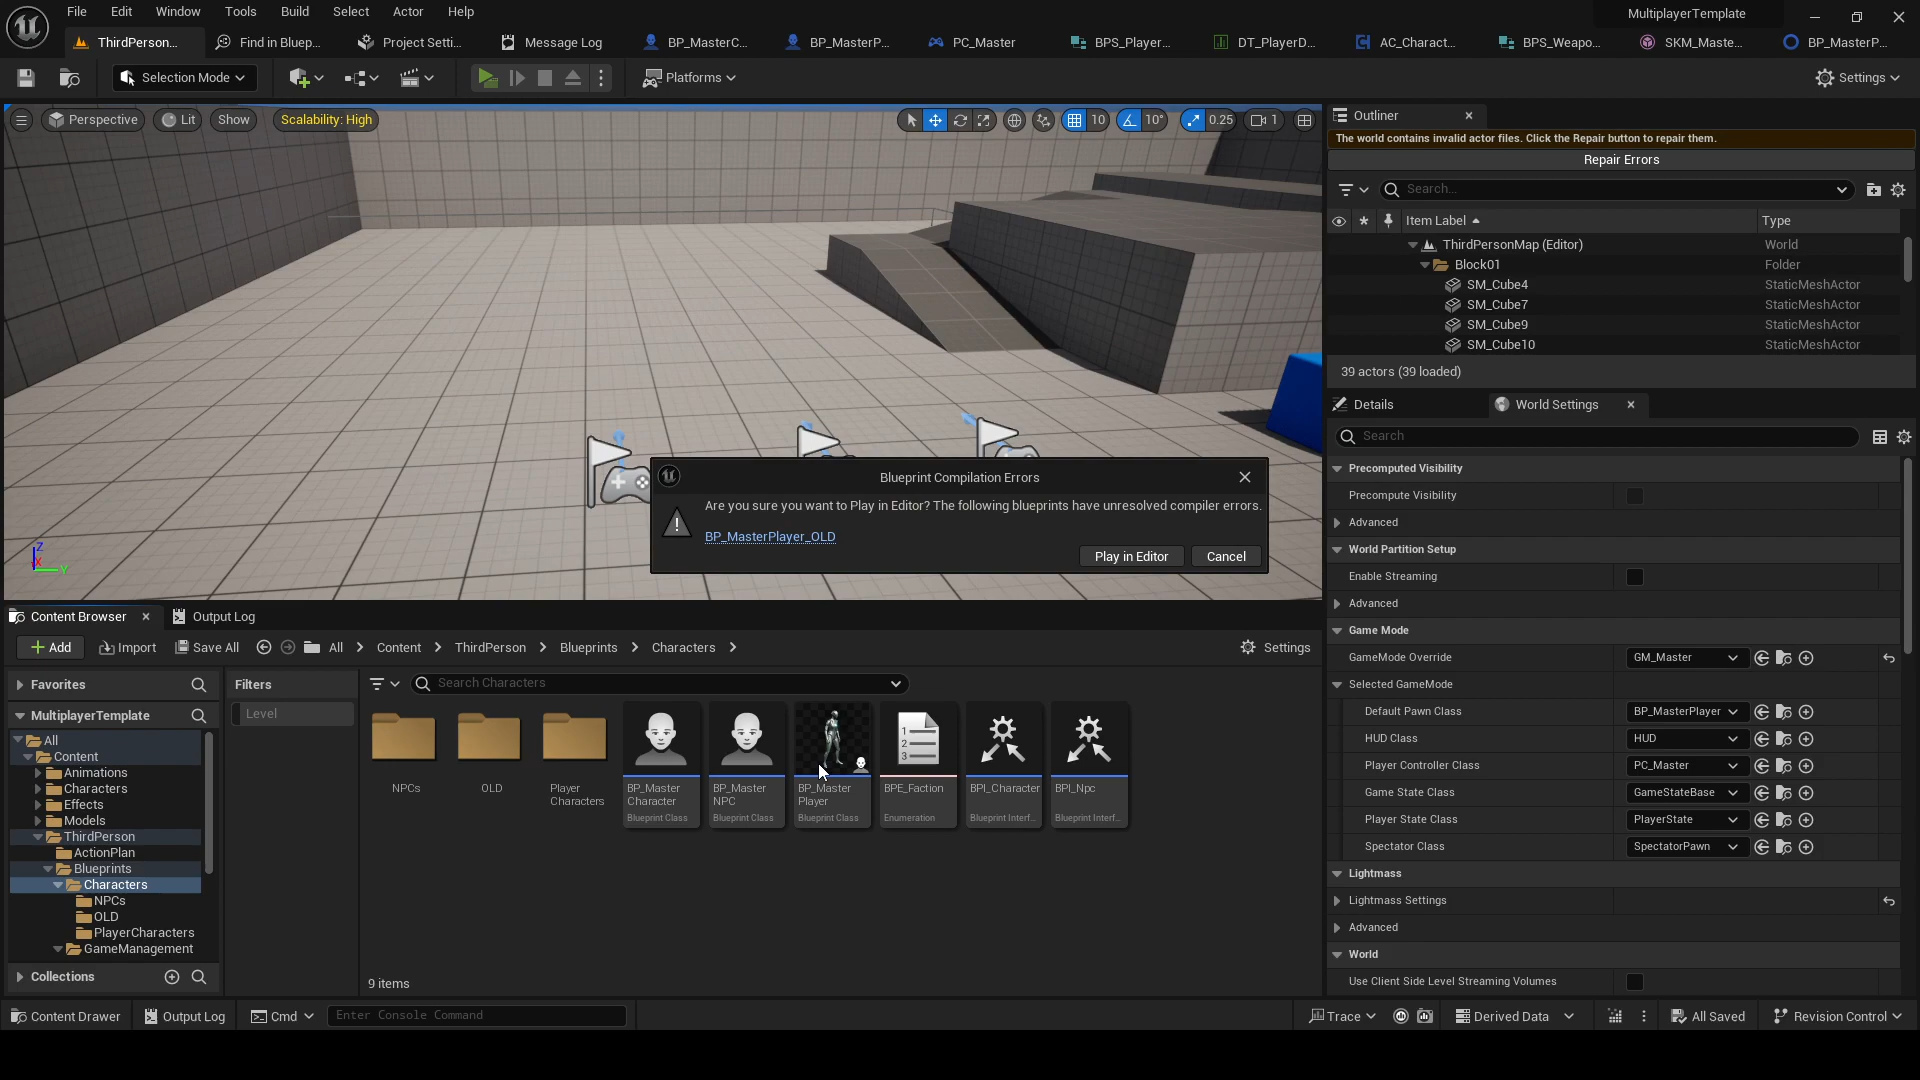 File Edit Window Tools Build Select Actor Help
MultiplayerTemplate
ThirdPerson... Find in Bluep... Project Setti... Message Log BP_MasterC... BP_MasterP... PC_Master BPS_Player... DT_PlayerD... AC_Charact... BPS_Weapo... SKM_Maste... BP_MasterP...
Selection Mode Platforms Settings
Perspective Lit Show Scalability: High 10 10° 0.25 1
Outliner
The world contains invalid actor files. Click the Repair button to repair them.
Repair Errors
Search...
Item Label Type
ThirdPersonMap (Editor) World
Block01 Folder
SM_Cube4 StaticMeshActor
SM_Cube7 StaticMeshActor
SM_Cube9 StaticMeshActor
SM_Cube10 StaticMeshActor
39 actors (39 loaded)
Details World Settings
Search
Precomputed Visibility
Precompute Visibility
Advanced
World Partition Setup
Enable Streaming
Advanced
Game Mode
GameMode Override GM_Master
Selected GameMode
Default Pawn Class BP_MasterPlayer
HUD Class HUD
Player Controller Class PC_Master
Game State Class GameStateBase
Player State Class PlayerState
Spectator Class SpectatorPawn
Lightmass
Lightmass Settings
Advanced
World
Use Client Side Level Streaming Volumes
Blueprint Compilation Errors
Are you sure you want to Play in Editor? The following blueprints have unresolved compiler errors.
BP_MasterPlayer_OLD
Play in Editor Cancel
Z
X
Y
Content Browser Output Log
Add Import Save All All Content ThirdPerson Blueprints Characters Settings
Favorites
MultiplayerTemplate
All
Content
Animations
Characters
Effects
Models
ThirdPerson
ActionPlan
Blueprints
Characters
NPCs
OLD
PlayerCharacters
GameManagement
Collections
Filters
Level
Search Characters
NPCs
OLD
Player
Characters
BP_Master
Character
Blueprint Class
BP_Master
NPC
Blueprint Class
BP_Master
Player
Blueprint Class
1
2
3
BPE_Faction
Enumeration
BPI_Character
Blueprint Interf...
BPI_Npc
Blueprint Interf...
9 items
Content Drawer Output Log Cmd Enter Console Command Trace Derived Data All Saved Revision Control